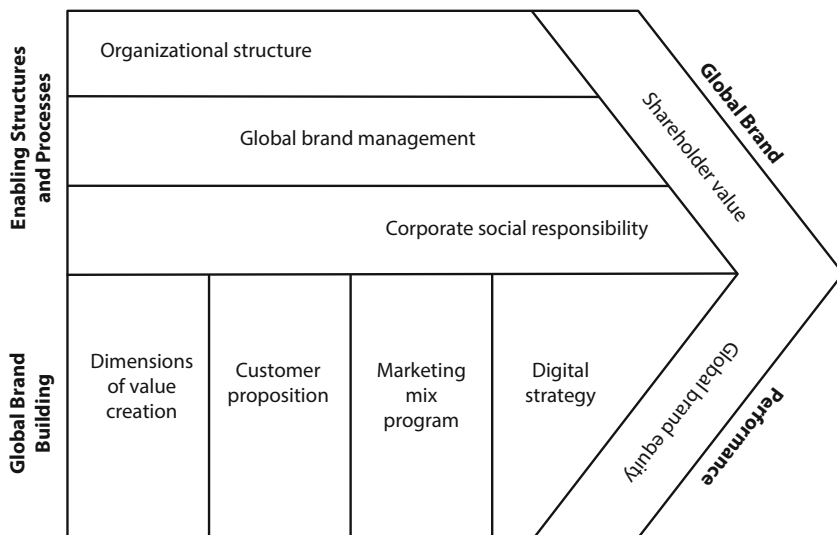 Enabling Structures
and Processes
Organizational structure
Global brand management
Corporate social responsibility
Global Brand
Building
Dimensions
of value
creation
Customer
proposition
Marketing
mix
program
Digital
strategy
Shareholder value
Global brand equity
Global Brand
Performance